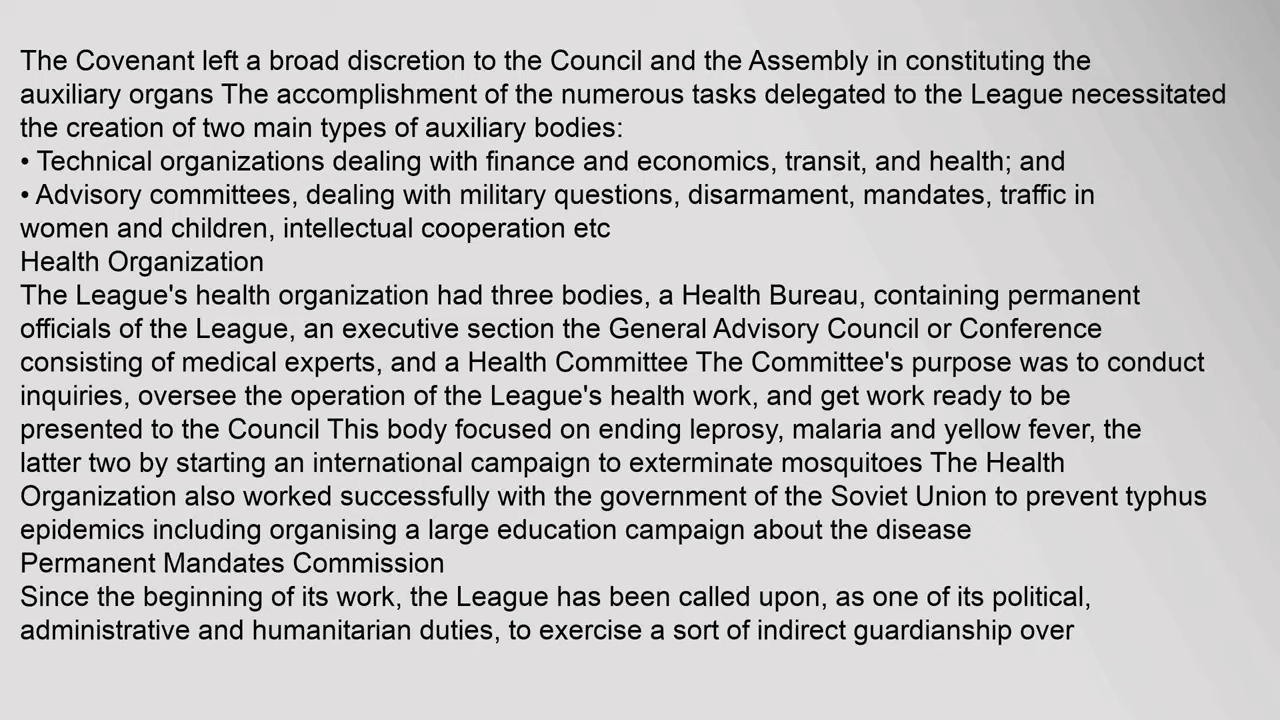 The Covenant left a broad discretion to the Council and the Assembly in constituting the
auxiliary organs The accomplishment of the numerous tasks delegated to the League necessitated
the creation of two main types of auxiliary bodies:
• Technical organizations dealing with finance and economics, transit, and health; and
• Advisory committees, dealing with military questions, disarmament, mandates, traffic in
women and children, intellectual cooperation etc
Health Organization
The League's health organization had three bodies, a Health Bureau, containing permanent
officials of the League, an executive section the General Advisory Council or Conference
consisting of medical experts, and a Health Committee The Committee's purpose was to conduct
inquiries, oversee the operation of the League's health work, and get work ready to be
presented to the Council This body focused on ending leprosy, malaria and yellow fever, the
latter two by starting an international campaign to exterminate mosquitoes The Health
Organization also worked successfully with the government of the Soviet Union to prevent typhus
epidemics including organising a large education campaign about the disease
Permanent Mandates Commission
Since the beginning of its work, the League has been called upon, as one of its political,
administrative and humanitarian duties, to exercise a sort of indirect guardianship over